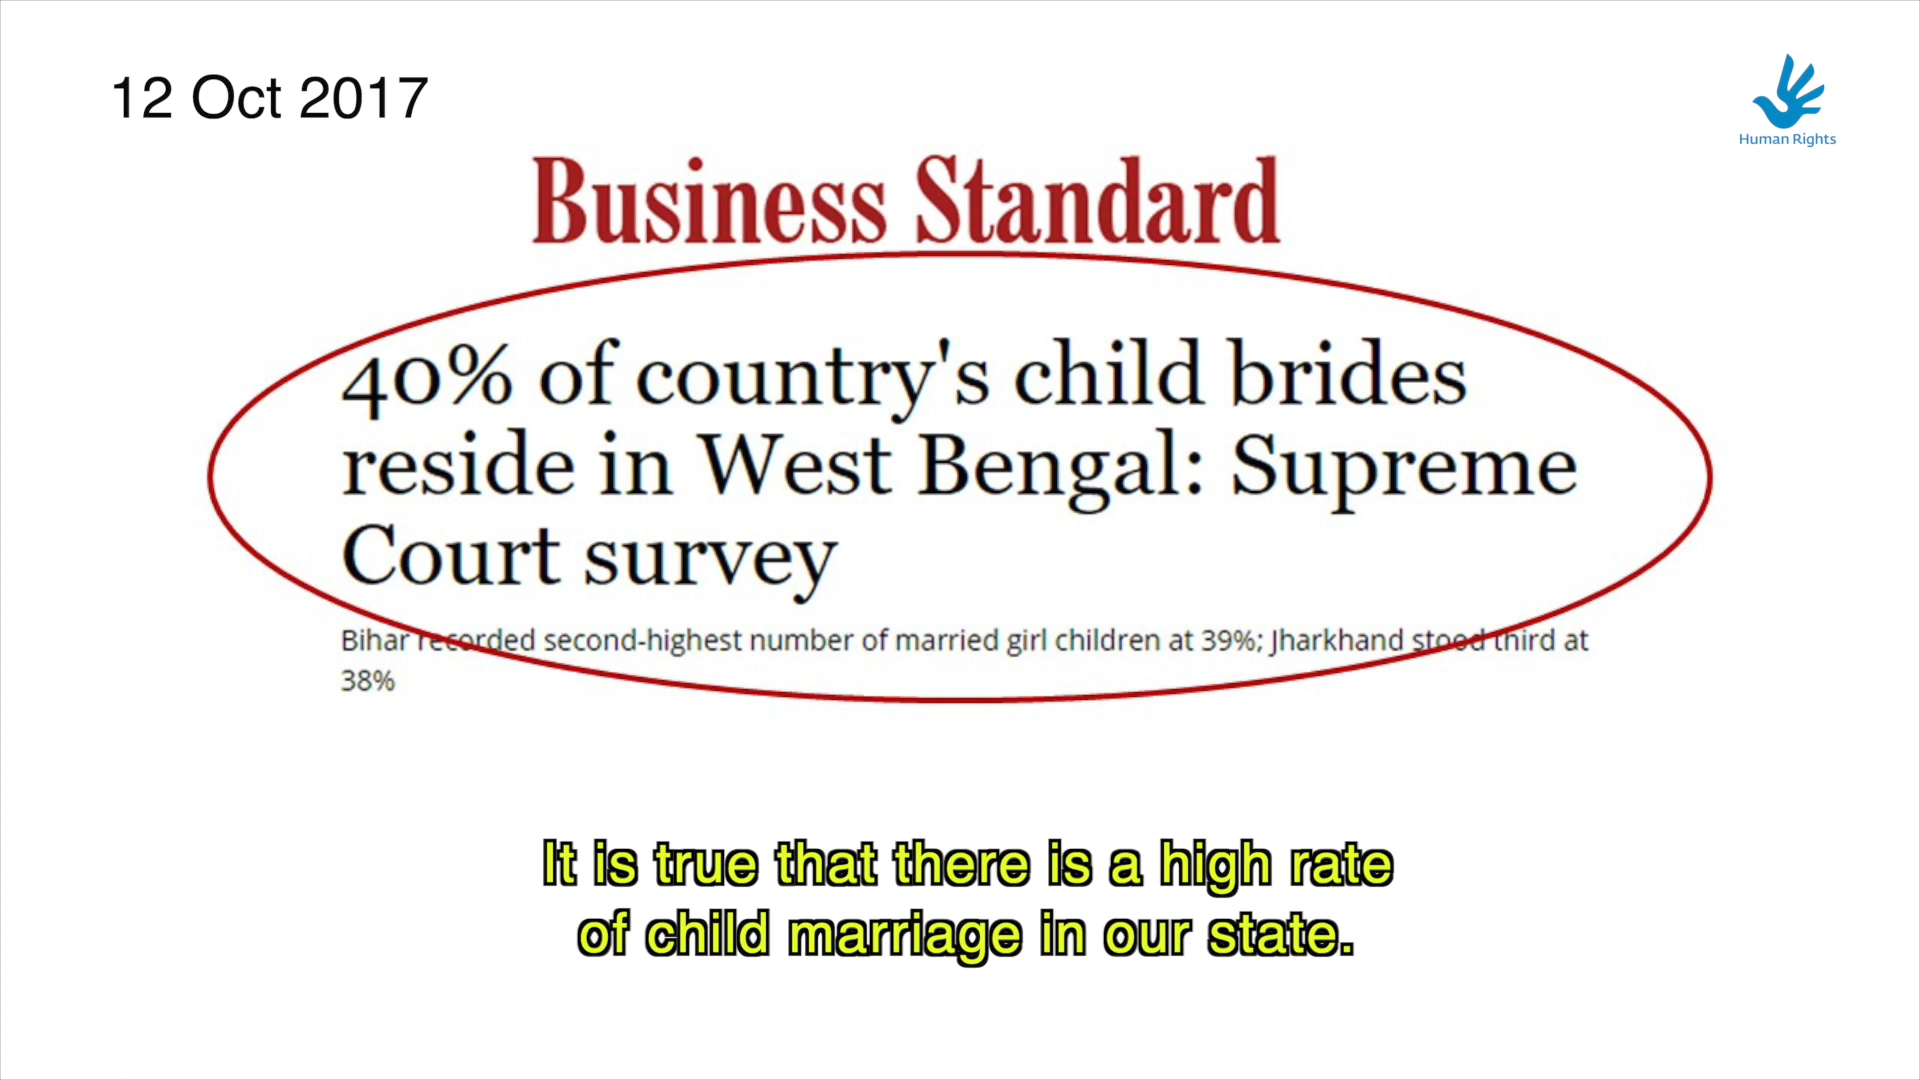 12 Oct 2017
Human Rights
Business Standard
40% of country's child brides
reside in West Bengal: Supreme
Court survey
Bihar recorded second-highest number of married girl children at 39%; Jharkhand stood third at
38%
It is true that there is a high rate
of child marriage in our state.